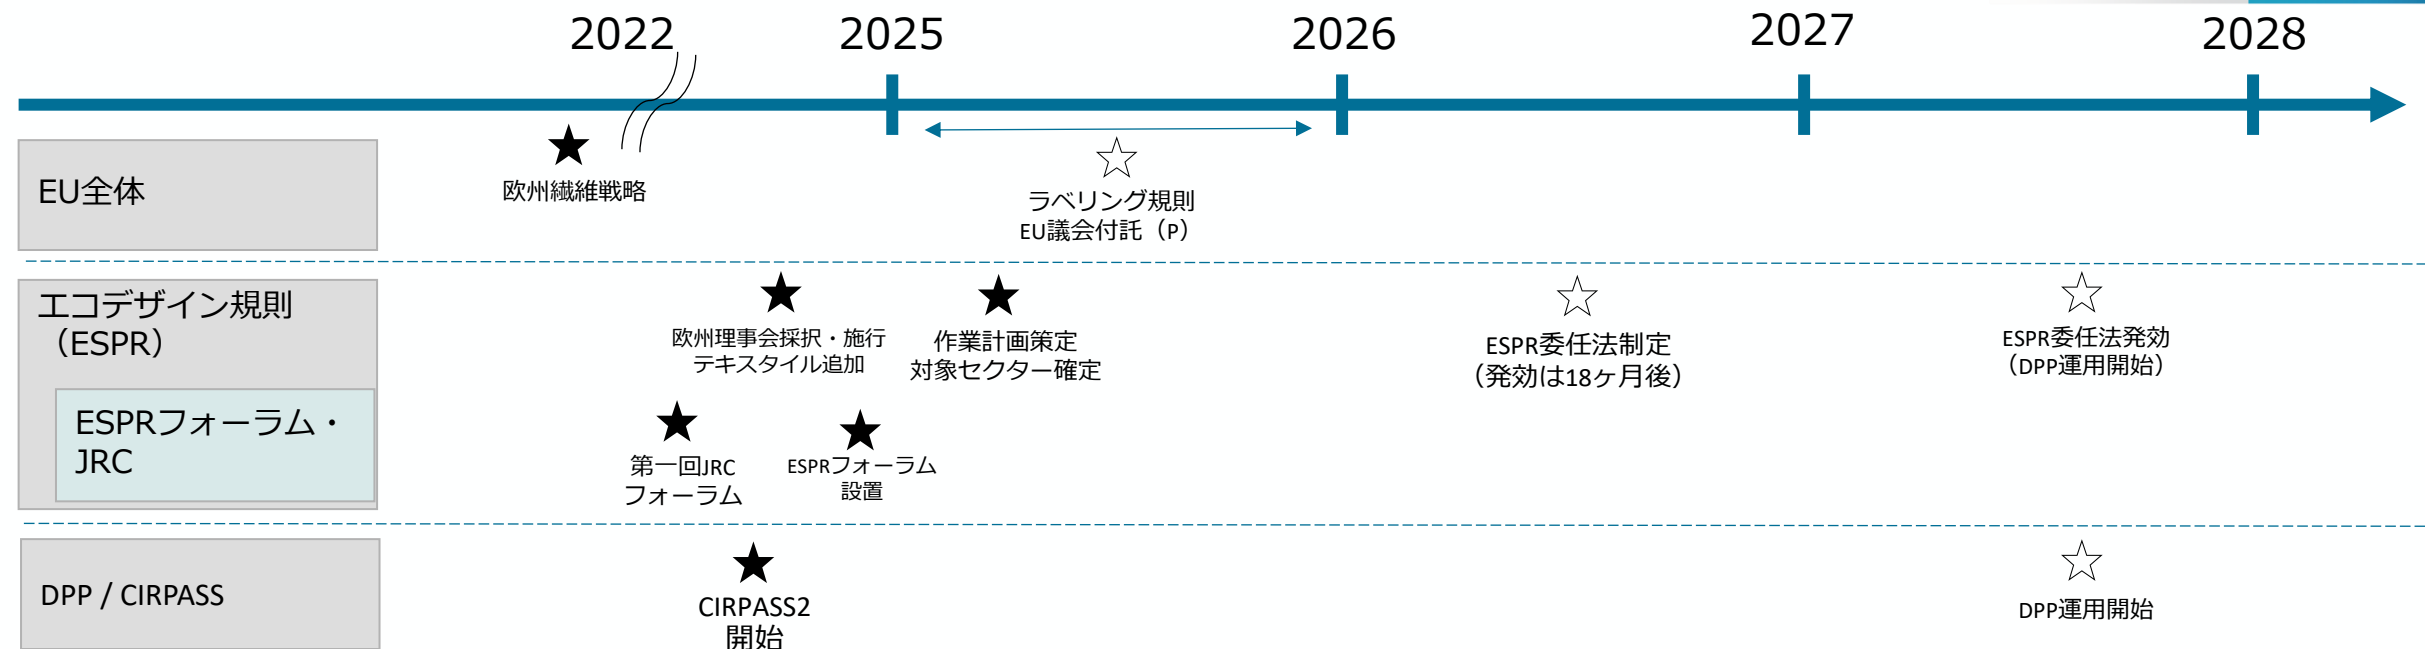 2022
2025
2026
2027
2028
EU全体
欧州繊維戦略
ラベリング規則
EU議会付託（P）
エコデザイン規則
（ESPR）
欧州理事会採択・施行
テキスタイル追加
作業計画策定
対象セクター確定
ESPR委任法制定
（発効は18ヶ月後）
ESPR委任法発効
（DPP運用開始）
ESPRフォーラム・
JRC
第一回JRC
フォーラム
ESPRフォーラム
設置
DPP / CIRPASS
CIRPASS2
開始
DPP運用開始